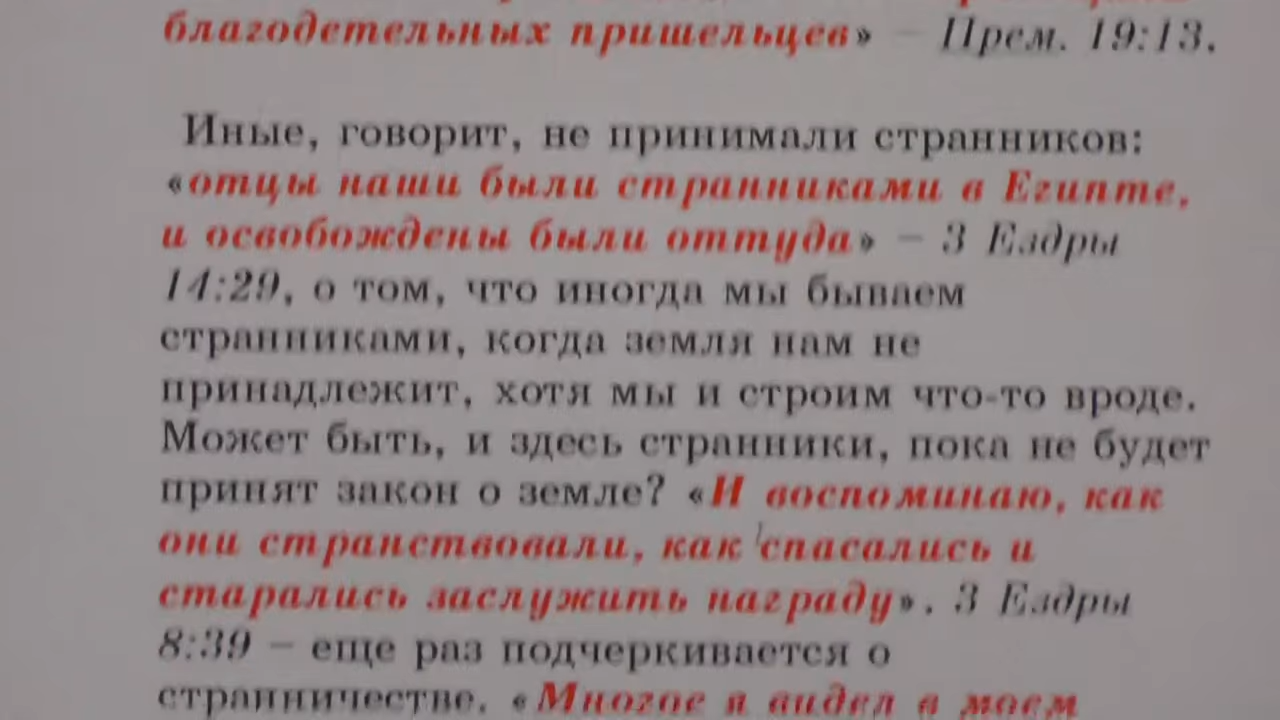 благодетельных пришельцев» – Прем. 19:13.
Иные, говорит, не принимали странников:
«отцы наши были странниками в Египте,
и освобождены были оттуда» – 3 Ездры
14:29, о том, что иногда мы бываем
странниками, когда земля нам не
принадлежит, хотя мы и строим что-то вроде.
Может быть, и здесь странники, пока не будет
принят закон о земле? «И воспоминаю, как
они странствовали, как спасались и
старались заслужить награду». 3 Ездры
8:39 – еще раз подчеркивается о
странничестве. «Многое я видел в моем